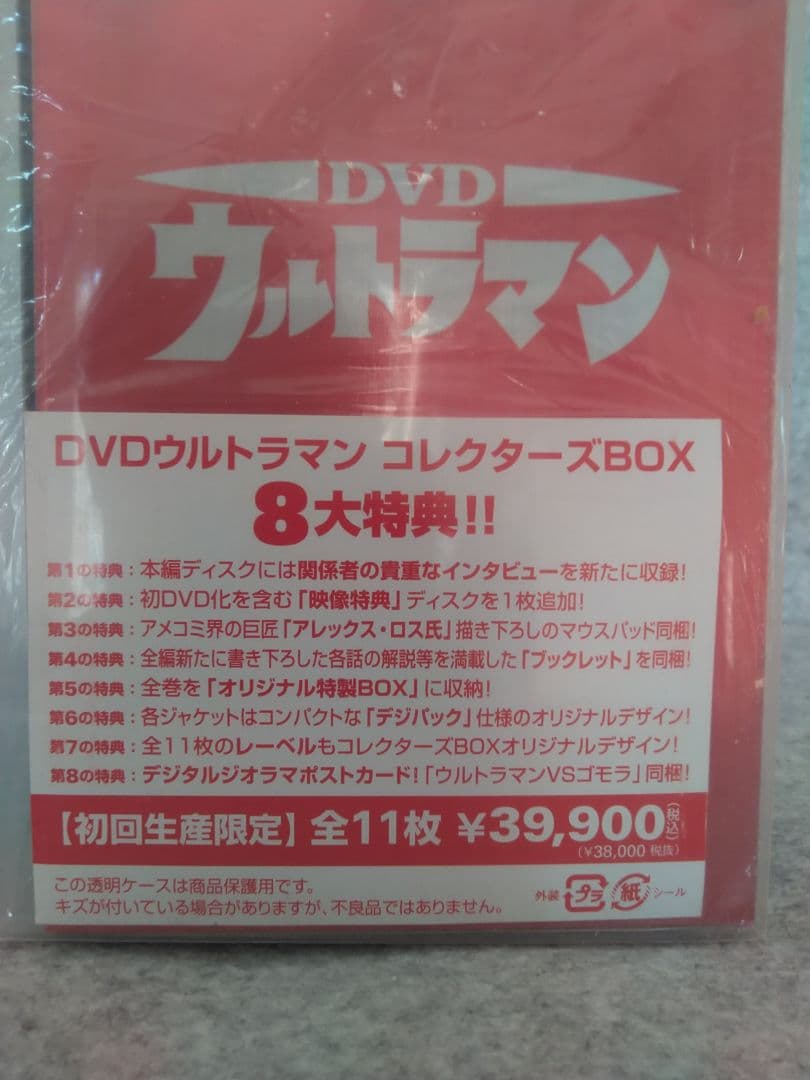 DVD
ウルトラマン
DVDウルトラマン コレクターズBOX
8大特典!!
第1の特典：本編ディスクには関係者の貴重なインタビューを新たに収録!
第2の特典：初DVD化を含む「映像特典」ディスクを1枚追加!
第3の特典：アメコミ界の巨匠「アレックス・ロス氏」描き下ろしのマウスパッド同梱!
第4の特典：全編新たに書き下ろした各話の解説等を満載した「ブックレット」を同梱!
第5の特典：全巻を「オリジナル特製BOX」に収納!
第6の特典：各ジャケットはコンパクトな「デジパック」仕様のオリジナルデザイン!
第7の特典：全11枚のレーベルもコレクターズBOXオリジナルデザイン!
第8の特典：デジタルジオラマポストカード!「ウルトラマンVSゴモラ」同梱!
【初回生産限定】全11枚 ¥39,900(税込)
(¥38,000 税抜)
この透明ケースは商品保護用です。
キズが付いている場合がありますが、不良品ではありません。
外装 プラ 紙 シール